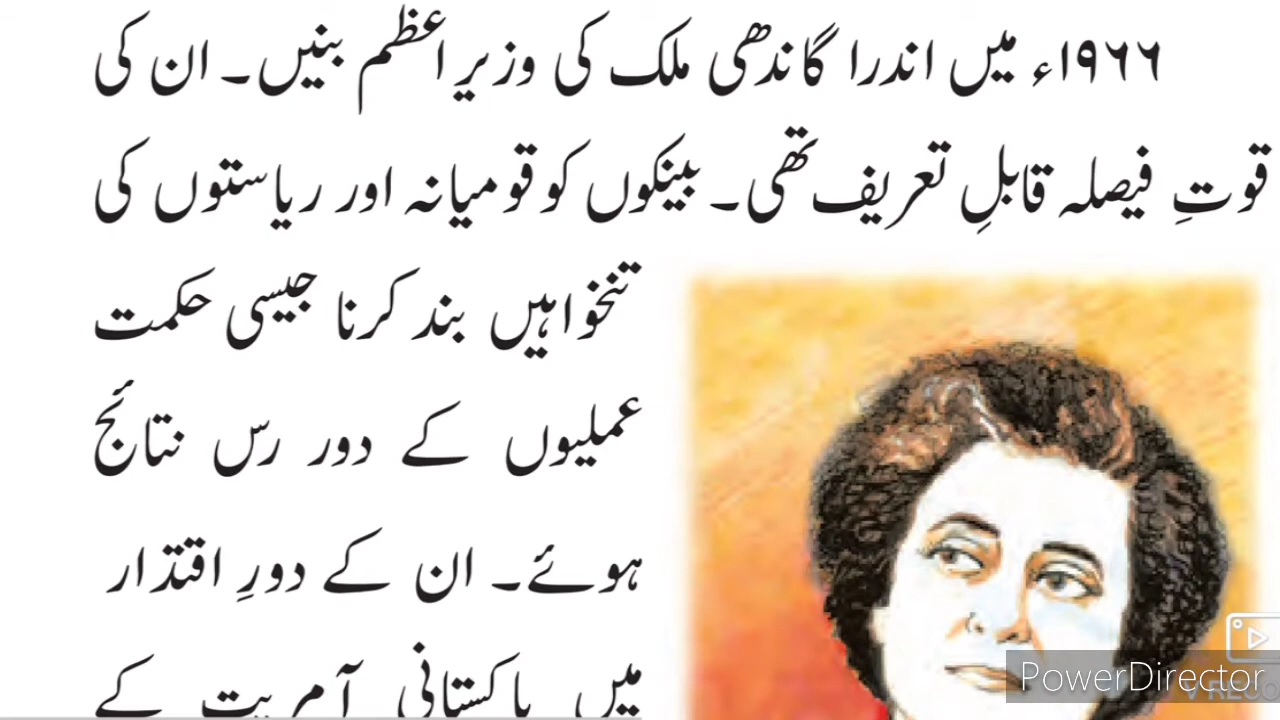 ۱۹۶۶ء میں اندرا گاندھی ملک کی وزیرِ اعظم بنیں۔ ان کی
قوتِ فیصلہ قابلِ تعریف تھی۔ بینکوں کو قومیانہ اور ریاستوں کی
تنخواہیں بند کرنا جیسی حکمت
عملیوں کے دور رس نتائج
ہوئے۔ ان کے دورِ اقتدار
میں پاکستانی آمریت کے
PowerDirector